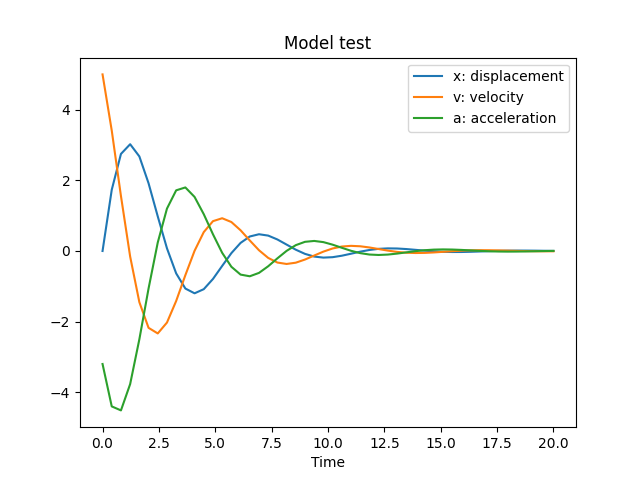 Model test
x: displacement
v: velocity
a: acceleration
4
2
0
−2
−4
0.0 2.5 5.0 7.5 10.0 12.5 15.0 17.5 20.0
Time